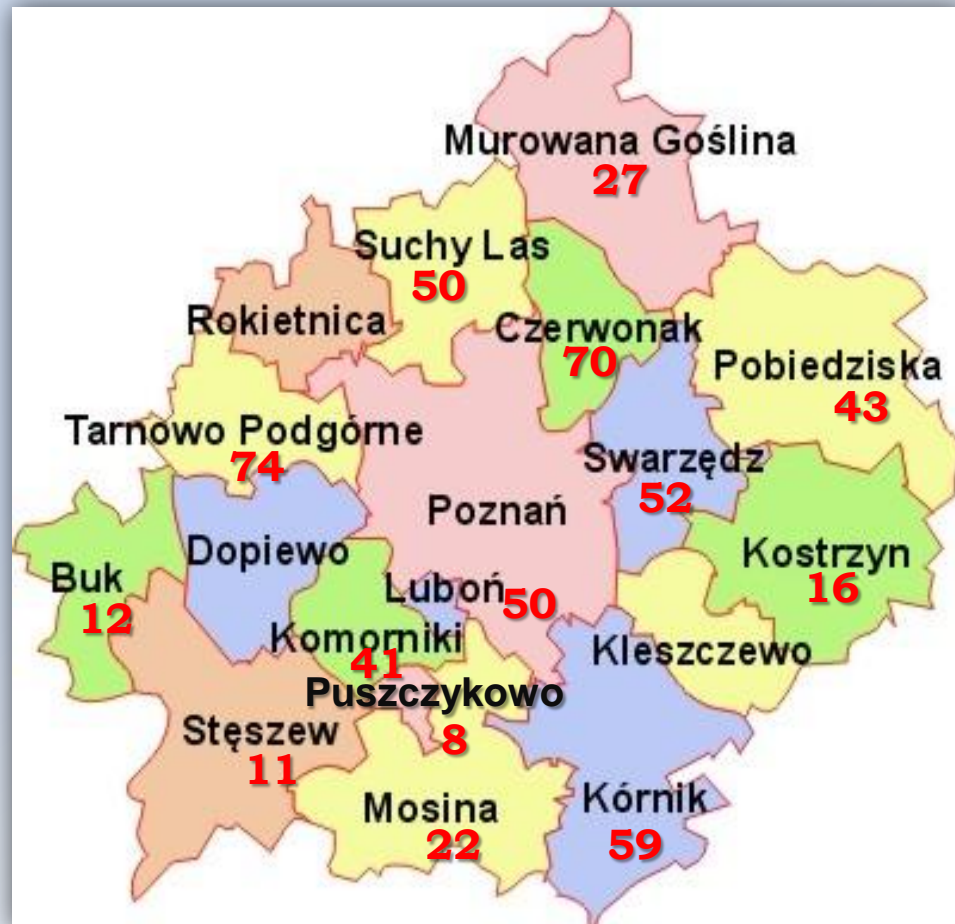 Murowana Goślina
27
Suchy Las
50
Rokietnica
Czerwonak
70
Pobiedziska
43
Tarnowo Podgórne
74
Swarzędz
52
Poznań
Dopiewo
Kostrzyn
16
Buk
12
Luboń
50
Komorniki
41
Kleszczewo
Puszczykowo
8
Stęszew
11
Mosina
22
Kórnik
59